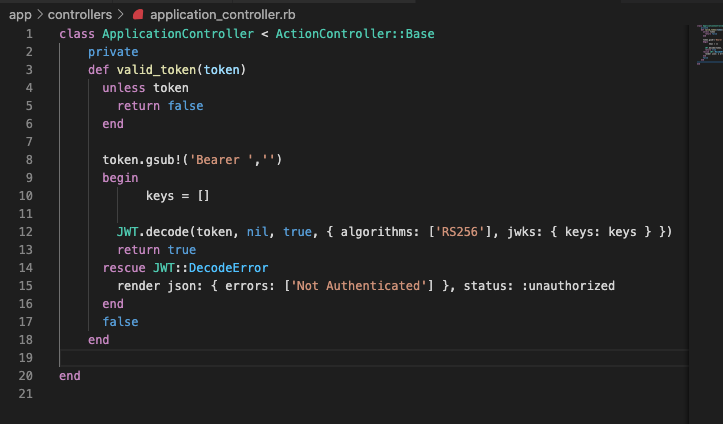 app > controllers > application_controller.rb
1 class ApplicationController < ActionController::Base
2 private
3 def valid_token(token)
4 unless token
5 return false
6 end
7
8 token.gsub!('Bearer ','')
9 begin
10 keys = []
11
12 JWT.decode(token, nil, true, { algorithms: ['RS256'], jwks: { keys: keys } })
13 return true
14 rescue JWT::DecodeError
15 render json: { errors: ['Not Authenticated'] }, status: :unauthorized
16 end
17 false
18 end
19
20 end
21